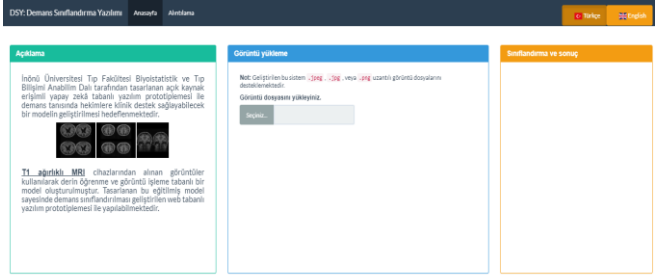 DSY: Demans Sınıflandırma Yazılımı Anasayfa Alıntılama Türkçe English
Açıklama
İnönü Üniversitesi Tıp Fakültesi Biyoistatistik ve Tıp
Bilişimi Anabilim Dalı tarafından tasarlanan açık kaynak
erişimli yapay zekâ tabanlı yazılım prototiplemesi ile
demans tanısında hekimlere klinik destek sağlayabilecek
bir modelin geliştirilmesi hedeflenmektedir.
T1 ağırlıklı MRI cihazlarından alınan görüntüler
kullanılarak derin öğrenme ve görüntü işleme tabanlı bir
model oluşturulmuştur. Tasarlanan bu eğitilmiş model
sayesinde demans sınıflandırılması geliştirilen web tabanlı
yazılım prototiplemesi ile yapılabilmektedir.
Görüntü yükleme
Not: Geliştirilen bu sistem .jpeg , .jpg , veya .png uzantılı görüntü dosyalarını
desteklemektedir.
Görüntü dosyasını yükleyiniz.
Seçiniz...
Sınıflandırma ve sonuç